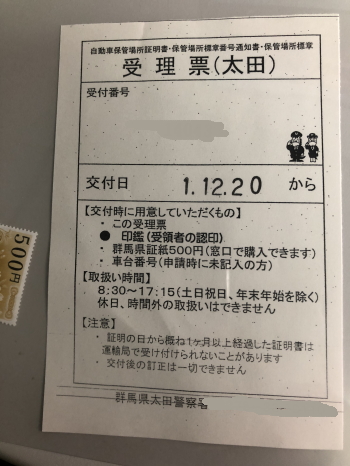 自動車保管場所証明書・保管場所標章番号通知書・保管場所標章
受理票(太田)
受付番号
交付日 1.12.20 から
【交付時に用意していただくもの】
・ この受理票
● 印鑑(受領者の認印)
・ 群馬県証紙500円(窓口で購入できます)
・ 車台番号(申請時に未記入の方)
【取扱い時間】
8:30~17:15(土日祝日、年末年始を除く)
休日、時間外の取扱いはできません
【注意】
・ 証明の日から概ね1ヶ月以上経過した証明書は
運輸局で受け付けられないことがあります
・ 交付後の訂正は一切できません
群馬県太田警察
500円